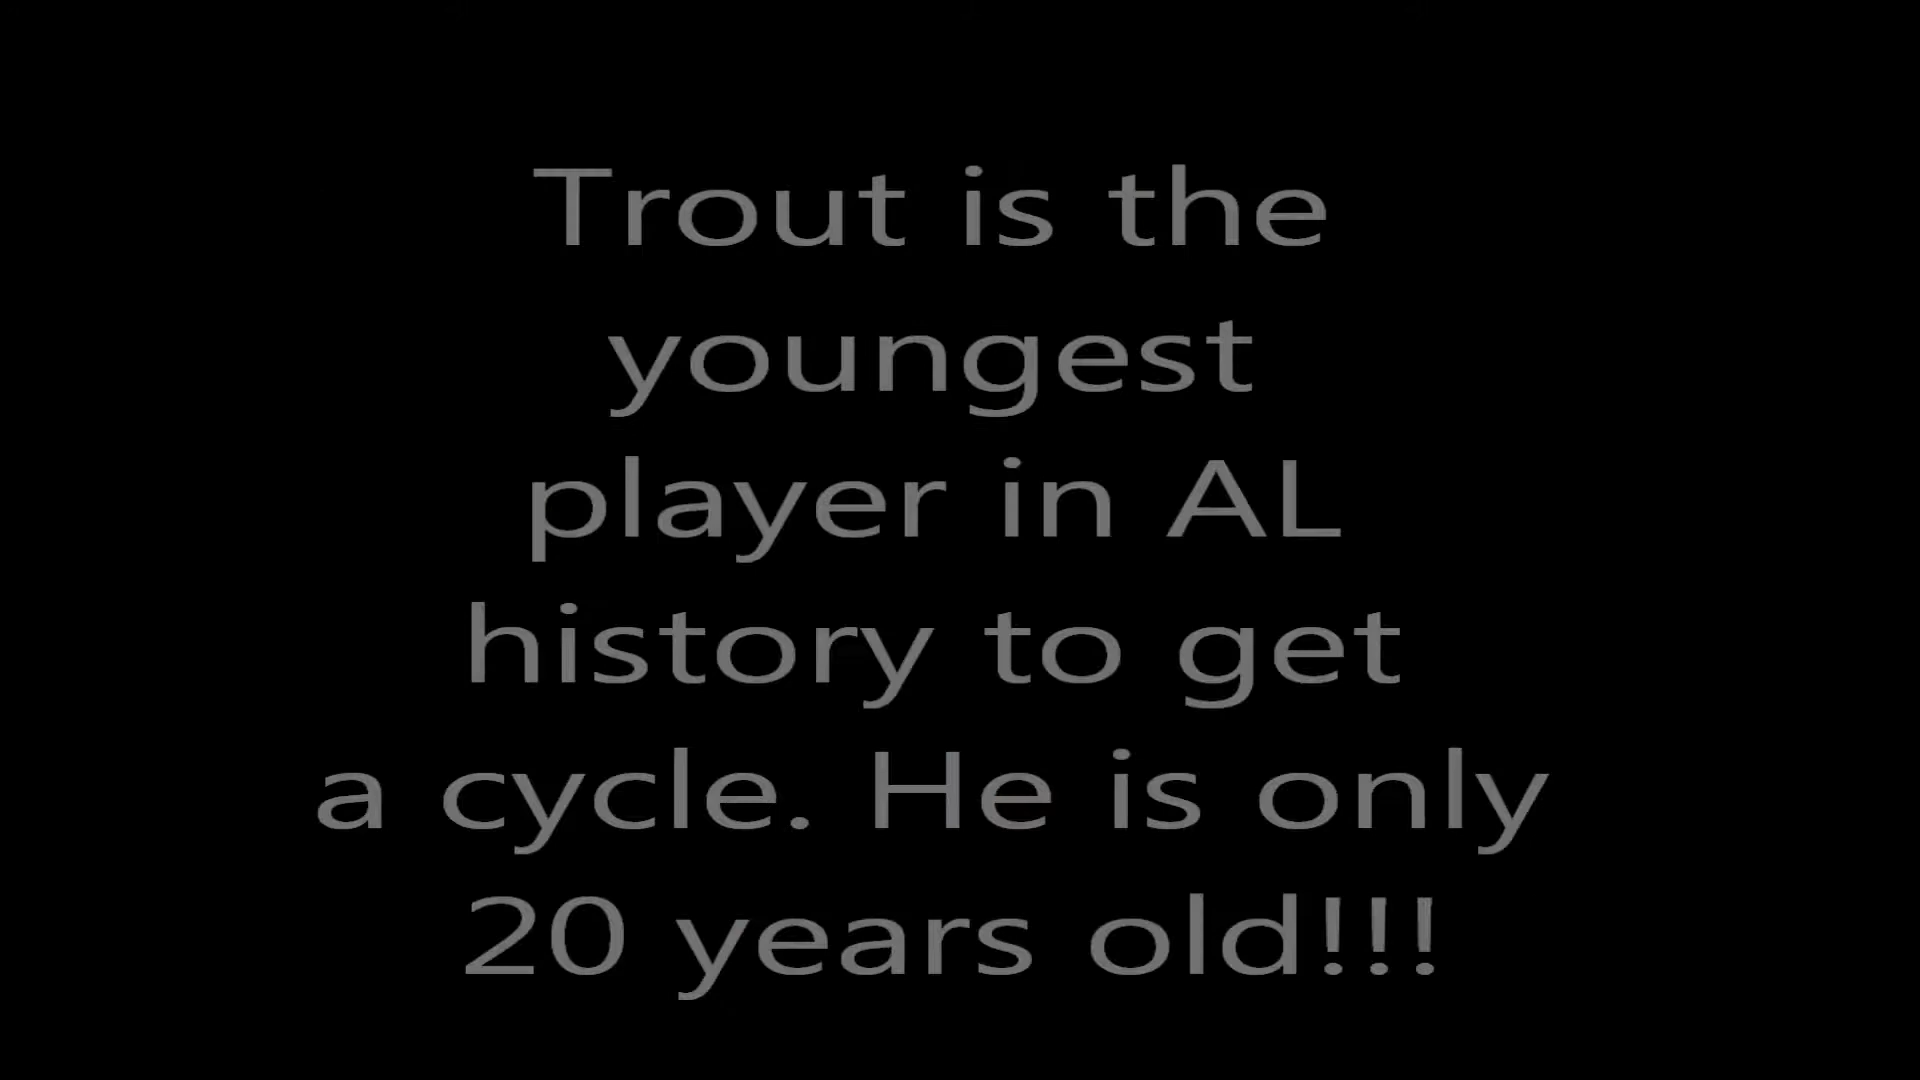 Trout is the
youngest
player in AL
history to get
a cycle. He is only
20 years old!!!